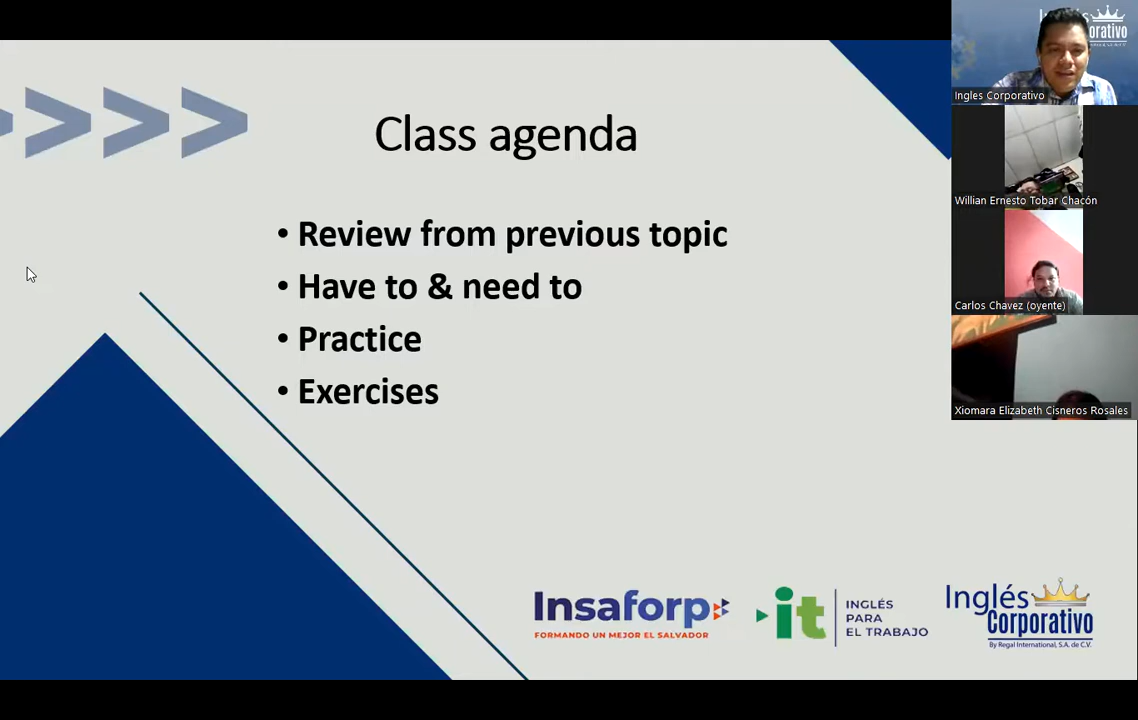 Class agenda
• Review from previous topic
• Have to & need to
• Practice
• Exercises
Insaforp
FORMANDO UN MEJOR EL SALVADOR
it
INGLÉS
PARA
EL TRABAJO
Inglés
Corporativo
By Regal International, S.A. de C.V.
Ingles Corporativo
Willian Ernesto Tobar Chacón
Carlos Chavez (oyente)
Xiomara Elizabeth Cisneros Rosales